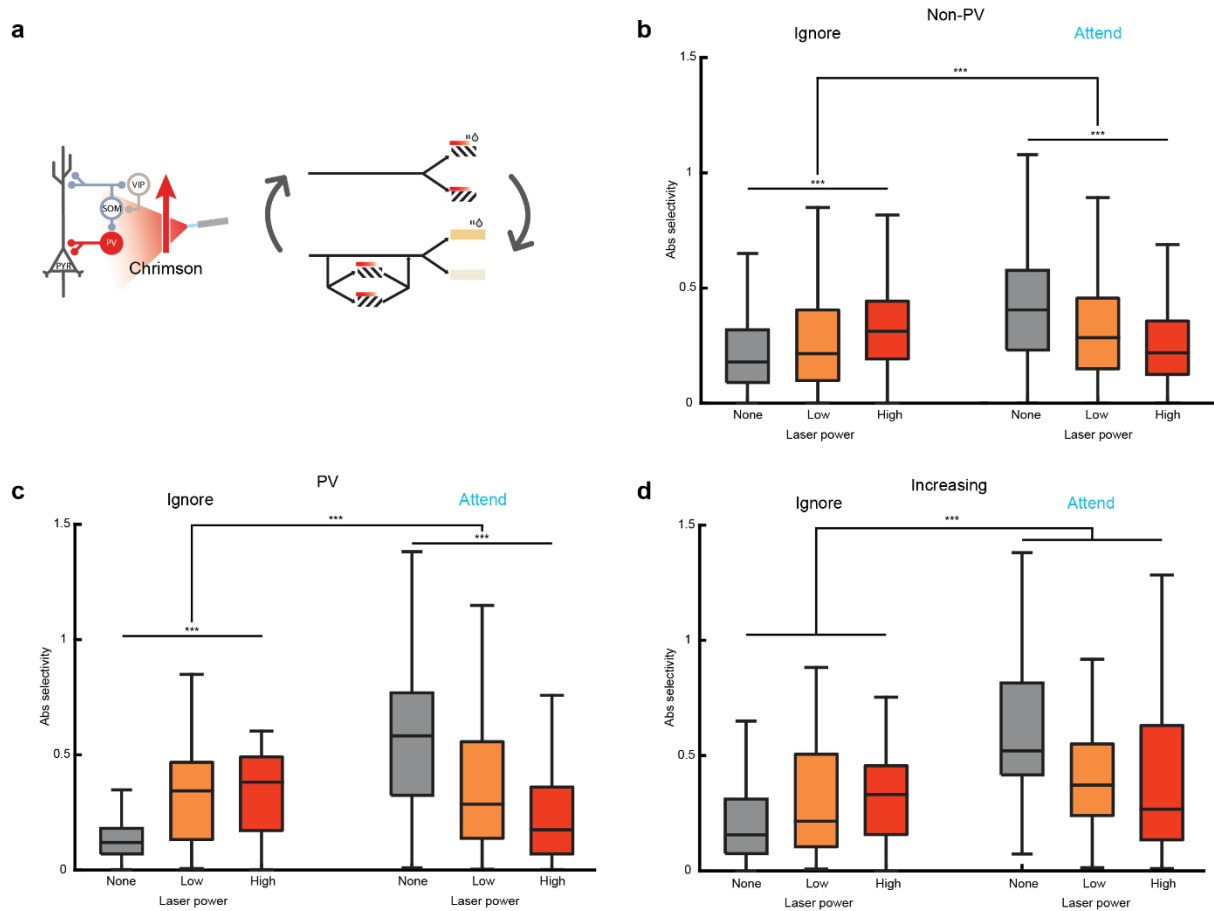 a
VIP
SOM
PV
PYR
Chrimson
b
Non-PV
Ignore
Attend
***
***
***
1.5
1
0.5
0
Abs selectivity
None
Low
High
None
Low
High
Laser power
Laser power
c
PV
Ignore
Attend
***
***
***
1.5
1
0.5
0
Abs selectivity
None
Low
High
None
Low
High
Laser power
Laser power
d
Increasing
Ignore
Attend
***
1.5
1
0.5
0
Abs selectivity
None
Low
High
None
Low
High
Laser power
Laser power